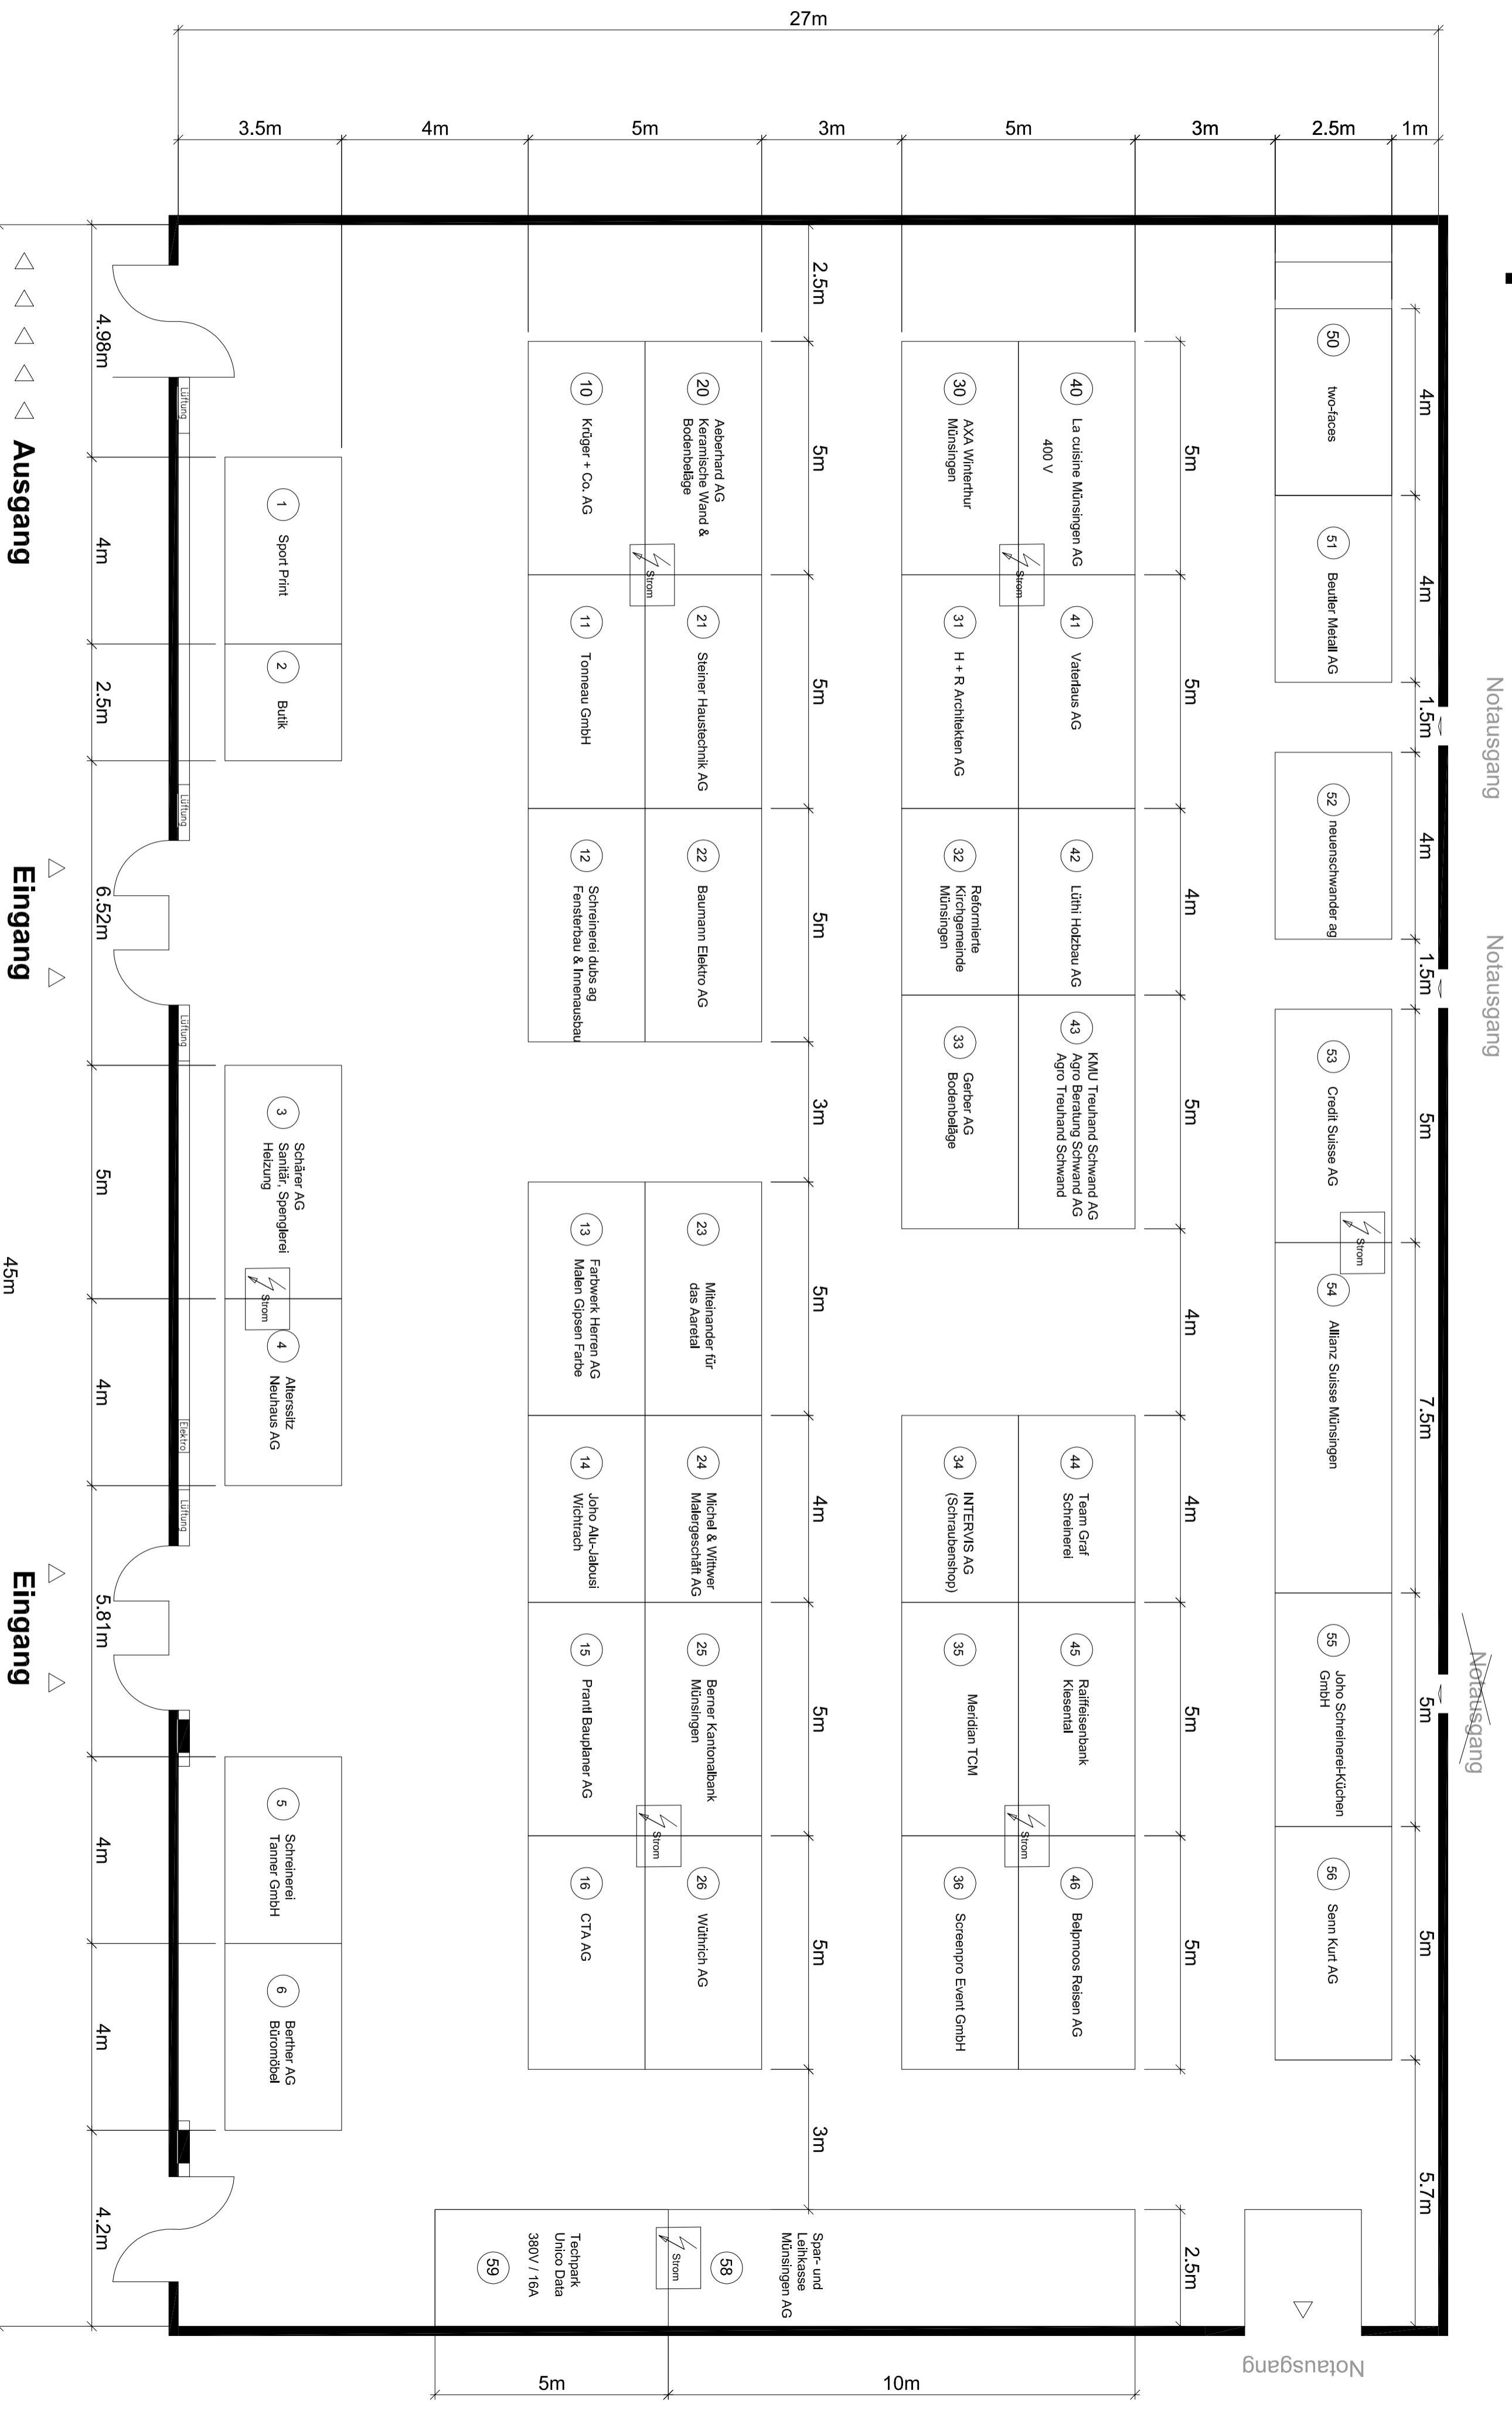 Notausgang
Notausgang
Notausgang
Notausgang
4m
4m
1.5m
4m
1.5m
5m
7.5m
5m
5m
5.7m
50
two-faces
51
Beutler Metall AG
52
neuenschwander ag
53
Credit Suisse AG
Strom
54
Allianz Suisse Münsingen
55
Joho Schreinerei-Küchen
GmbH
56
Senn Kurt AG
5m
5m
4m
5m
4m
4m
5m
5m
2.5m
40
La cuisine Münsingen AG
400 V
41
Vaterlaus AG
42
Lüthi Holzbau AG
43
KMU Treuhand Schwand AG
Agro Beratung Schwand AG
Agro Treuhand Schwand
44
Team Graf
Schreinerei
45
Raiffeisenbank
Kiesental
46
Belpmoos Reisen AG
Strom
Strom
30
AXA Winterthur
Münsingen
31
H + R Architekten AG
32
Reformierte
Kirchgemeinde
Münsingen
33
Gerber AG
Bodenbeläge
34
INTERVIS AG
(Schraubenshop)
35
Meridian TCM
36
Screenpro Event GmbH
2.5m
5m
5m
5m
3m
5m
4m
5m
5m
3m
20
Aeberhard AG
Keramische Wand &
Bodenbeläge
21
Steiner Haustechnik AG
22
Baumann Elektro AG
23
Miteinander für
das Aaretal
24
Michel & Wittwer
Malergeschäft AG
25
Berner Kantonalbank
Münsingen
26
Wüthrich AG
Strom
Strom
10
Krüger + Co. AG
11
Tonneau GmbH
12
Schreinerei dubs ag
Fensterbau & Innenausbau
13
Farbwerk Herren AG
Malen Gipsen Farbe
14
Joho Alu-Jalousi
Wichtrach
15
Prantl Bauplaner AG
16
CTA AG
58
Spar- und
Leihkasse
Münsingen AG
Strom
59
Techpark
Unico Data
380V / 16A
1
Sport Print
2
Butik
3
Schärer AG
Sanitär, Spenglerei
Heizung
Strom
4
Alterssitz
Neuhaus AG
5
Schreinerei
Tanner GmbH
6
Berther AG
Büromöbel
Lüftung
Lüftung
Lüftung
Elektro
Lüftung
4.98m
4m
2.5m
6.52m
5m
4m
5.81m
4m
4m
4.2m
Ausgang
Eingang
Eingang
45m
27m
3.5m
4m
5m
3m
5m
3m
2.5m
1m
5m
10m